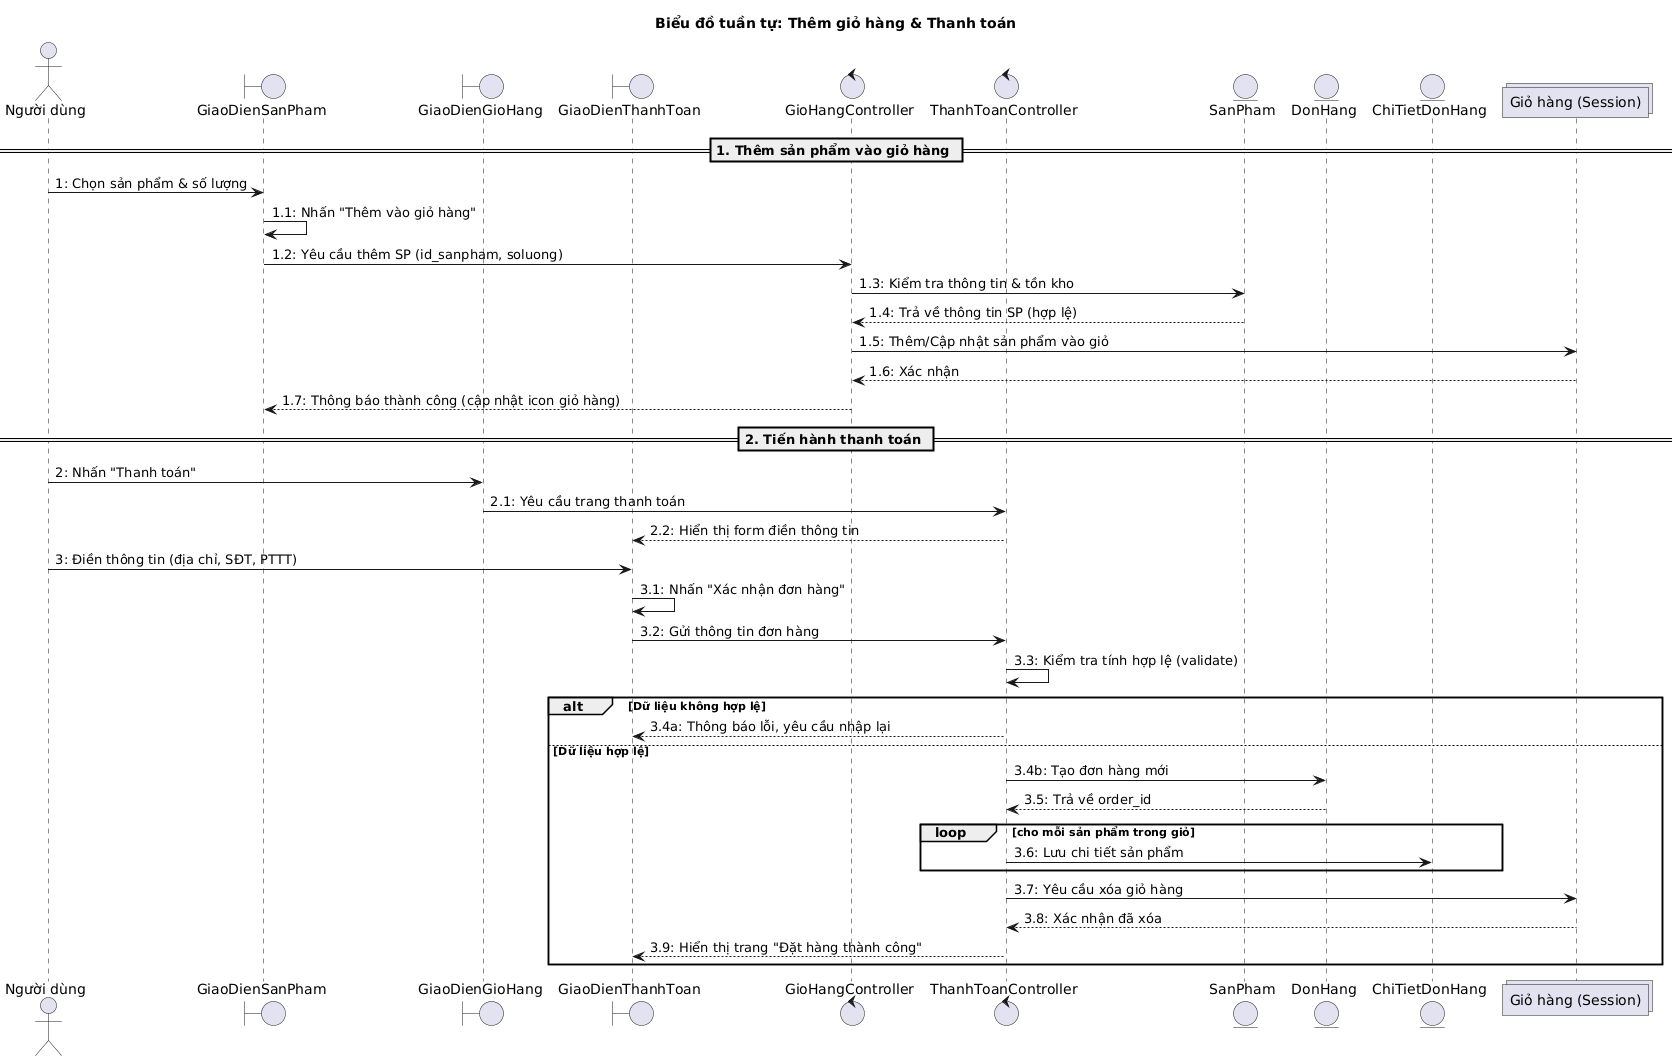 Biểu đồ tuần tự: Thêm giỏ hàng & Thanh toán
Người dùng
GiaoDienSanPham
GiaoDienGioHang
GiaoDienThanhToan
GioHangController
ThanhToanController
SanPham
DonHang
ChiTietDonHang
Giỏ hàng (Session)
1. Thêm sản phẩm vào giỏ hàng
1: Chọn sản phẩm & số lượng
1.1: Nhấn "Thêm vào giỏ hàng"
1.2: Yêu cầu thêm SP (id_sanpham, soluong)
1.3: Kiểm tra thông tin & tồn kho
1.4: Trả về thông tin SP (hợp lệ)
1.5: Thêm/Cập nhật sản phẩm vào giỏ
1.6: Xác nhận
1.7: Thông báo thành công (cập nhật icon giỏ hàng)
2. Tiến hành thanh toán
2: Nhấn "Thanh toán"
2.1: Yêu cầu trang thanh toán
2.2: Hiển thị form điền thông tin
3: Điền thông tin (địa chỉ, SĐT, PTTT)
3.1: Nhấn "Xác nhận đơn hàng"
3.2: Gửi thông tin đơn hàng
3.3: Kiểm tra tính hợp lệ (validate)
alt [Dữ liệu không hợp lệ]
3.4a: Thông báo lỗi, yêu cầu nhập lại
[Dữ liệu hợp lệ]
3.4b: Tạo đơn hàng mới
3.5: Trả về order_id
loop [cho mỗi sản phẩm trong giỏ]
3.6: Lưu chi tiết sản phẩm
3.7: Yêu cầu xóa giỏ hàng
3.8: Xác nhận đã xóa
3.9: Hiển thị trang "Đặt hàng thành công"
Người dùng
GiaoDienSanPham
GiaoDienGioHang
GiaoDienThanhToan
GioHangController
ThanhToanController
SanPham
DonHang
ChiTietDonHang
Giỏ hàng (Session)